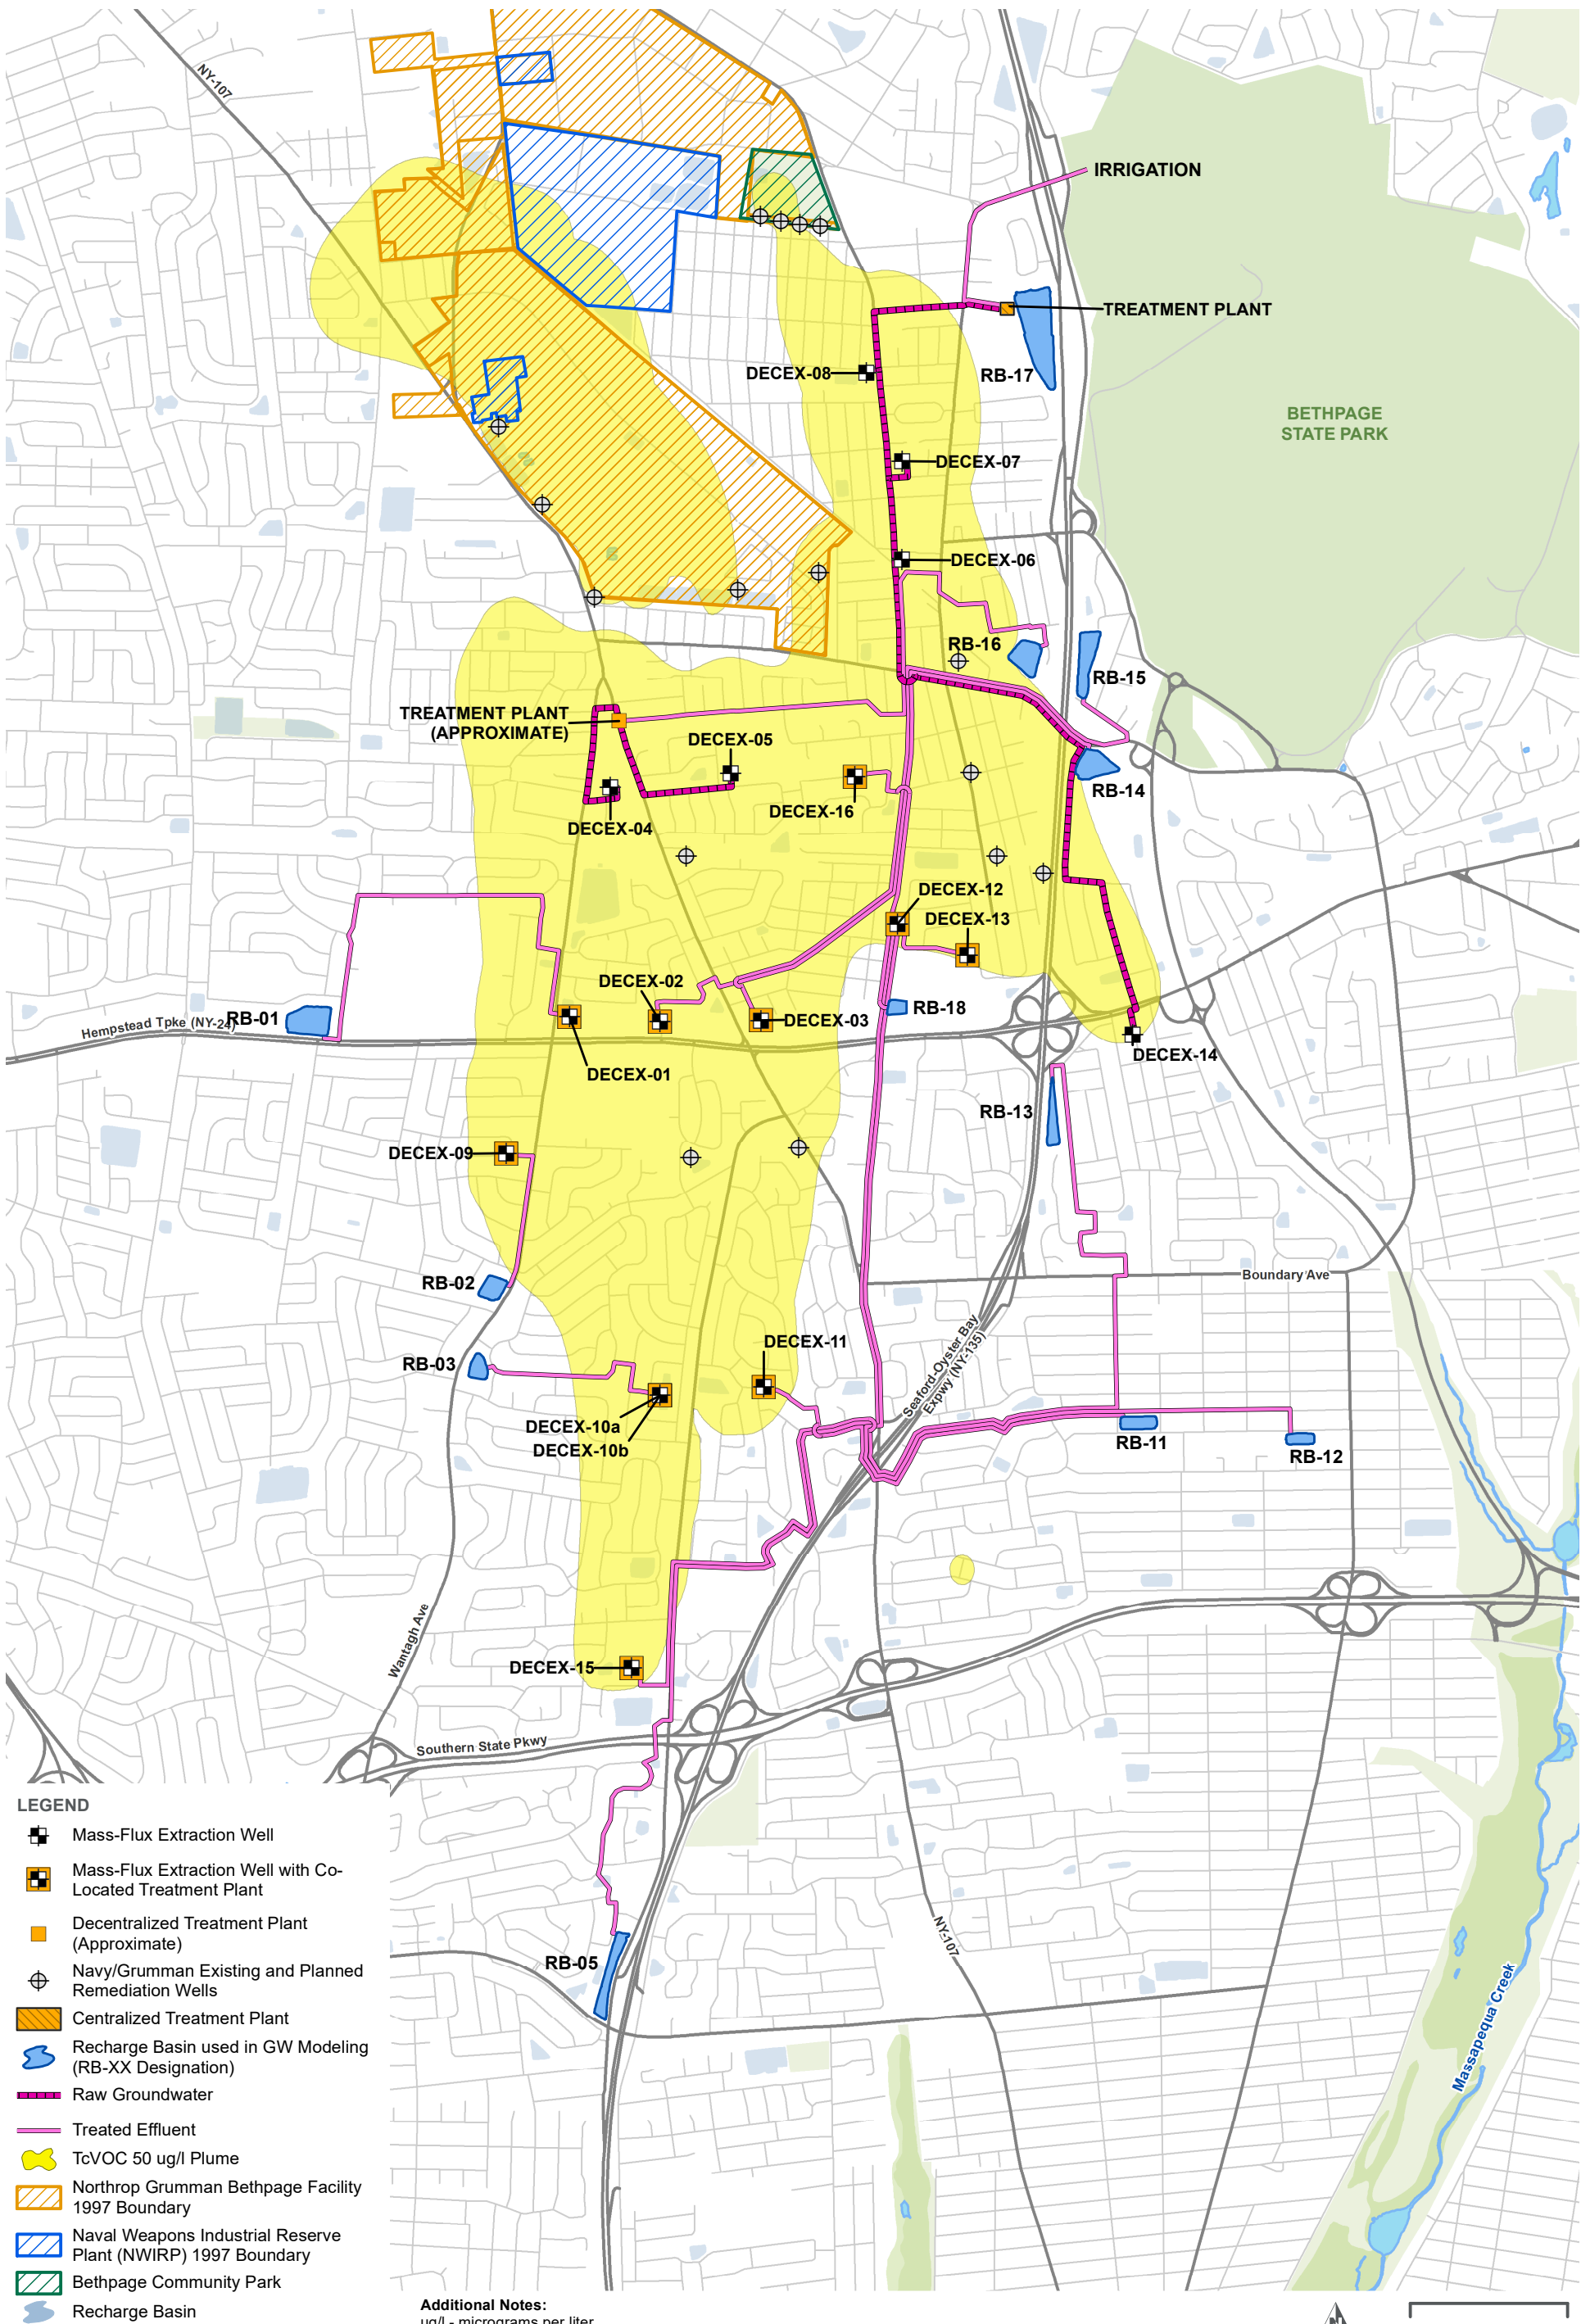 NY-107
IRRIGATION
TREATMENT PLANT
DECEX-08
RB-17
BETHPAGE
STATE PARK
DECEX-07
DECEX-06
RB-16
RB-15
TREATMENT PLANT
(APPROXIMATE)
DECEX-05
RB-14
DECEX-16
DECEX-04
DECEX-12
DECEX-13
DECEX-02
RB-18
RB-01
Hempstead Tpke (NY-24)
DECEX-03
DECEX-14
DECEX-01
RB-13
DECEX-09
Boundary Ave
RB-02
DECEX-11
RB-03
Seaford-Oyster Bay
Expwy (NY-135)
DECEX-10a
DECEX-10b
RB-11
RB-12
Wantagh Ave
DECEX-15
Southern State Pkwy
NY-107
RB-05
Massapequa Creek
LEGEND
Mass-Flux Extraction Well
Mass-Flux Extraction Well with Co-
Located Treatment Plant
Decentralized Treatment Plant
(Approximate)
Navy/Grumman Existing and Planned
Remediation Wells
Centralized Treatment Plant
Recharge Basin used in GW Modeling
(RB-XX Designation)
Raw Groundwater
Treated Effluent
TcVOC 50 ug/l Plume
Northrop Grumman Bethpage Facility
1997 Boundary
Naval Weapons Industrial Reserve
Plant (NWIRP) 1997 Boundary
Bethpage Community Park
Recharge Basin
Additional Notes:
ug/l - micrograms per liter